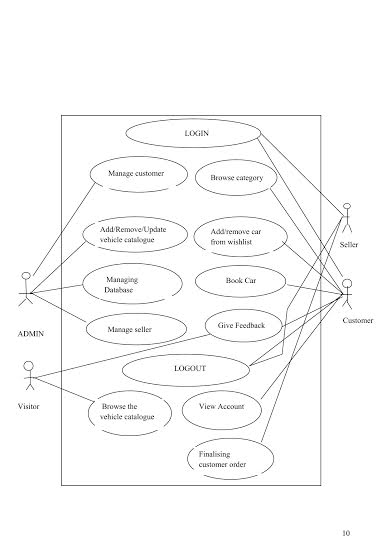 LOGIN
Manage customer
Browse category
Add/Remove/Update
vehicle catalogue
Add/remove car
from wishlist
Seller
Managing
Database
Book Car
ADMIN
Manage seller
Give Feedback
Customer
LOGOUT
Visitor
Browse the
vehicle catalogue
View Account
Finalising
customer order
10